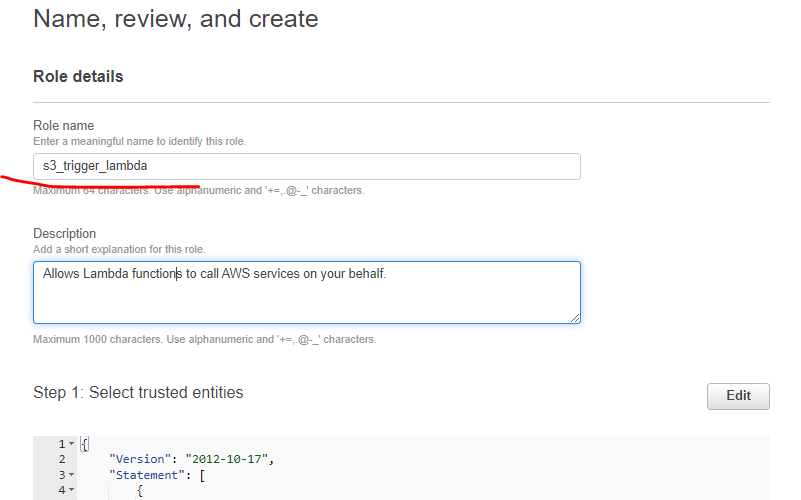 Name, review, and create
Role details
Role name
Enter a meaningful name to identify this role.
s3_trigger_lambda
Maximum 64 characters. Use alphanumeric and '+=,.@-_' characters.
Description
Add a short explanation for this role.
Allows Lambda functions to call AWS services on your behalf.
Maximum 1000 characters. Use alphanumeric and '+=,.@-_' characters.
Step 1: Select trusted entities
Edit
1 {
2 "Version": "2012-10-17",
3 "Statement": [
4 {